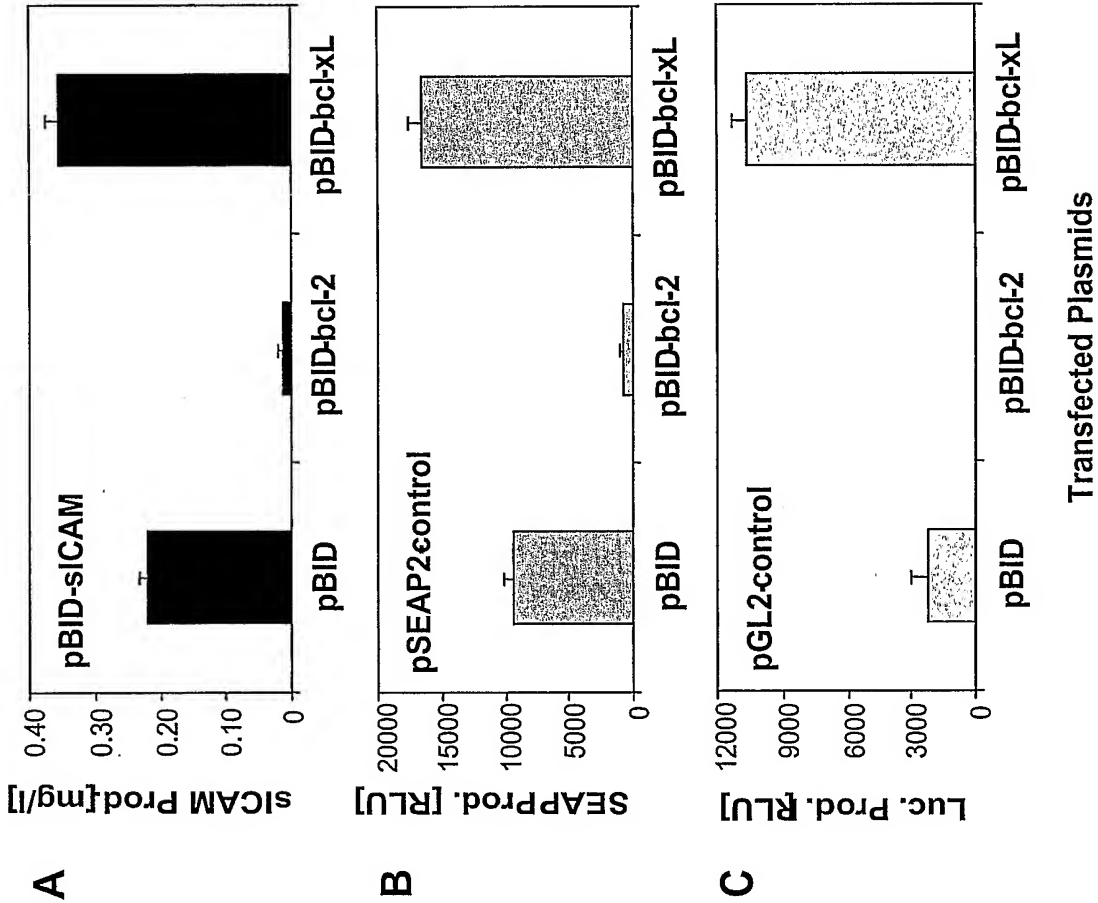 A
sICAM Prod.[mg/l]
0.40
0.30
0.20
0.10
0
pBID-sICAM
pBID
pBID-bcl-2
pBID-bcl-xL
B
SEAPProd. [RLU]
20000
15000
10000
5000
0
pSEAP2control
pBID
pBID-bcl-2
pBID-bcl-xL
C
Luc. Prod. [RLU]
12000
9000
6000
3000
0
pGL2-control
pBID
pBID-bcl-2
pBID-bcl-xL
Transfected Plasmids